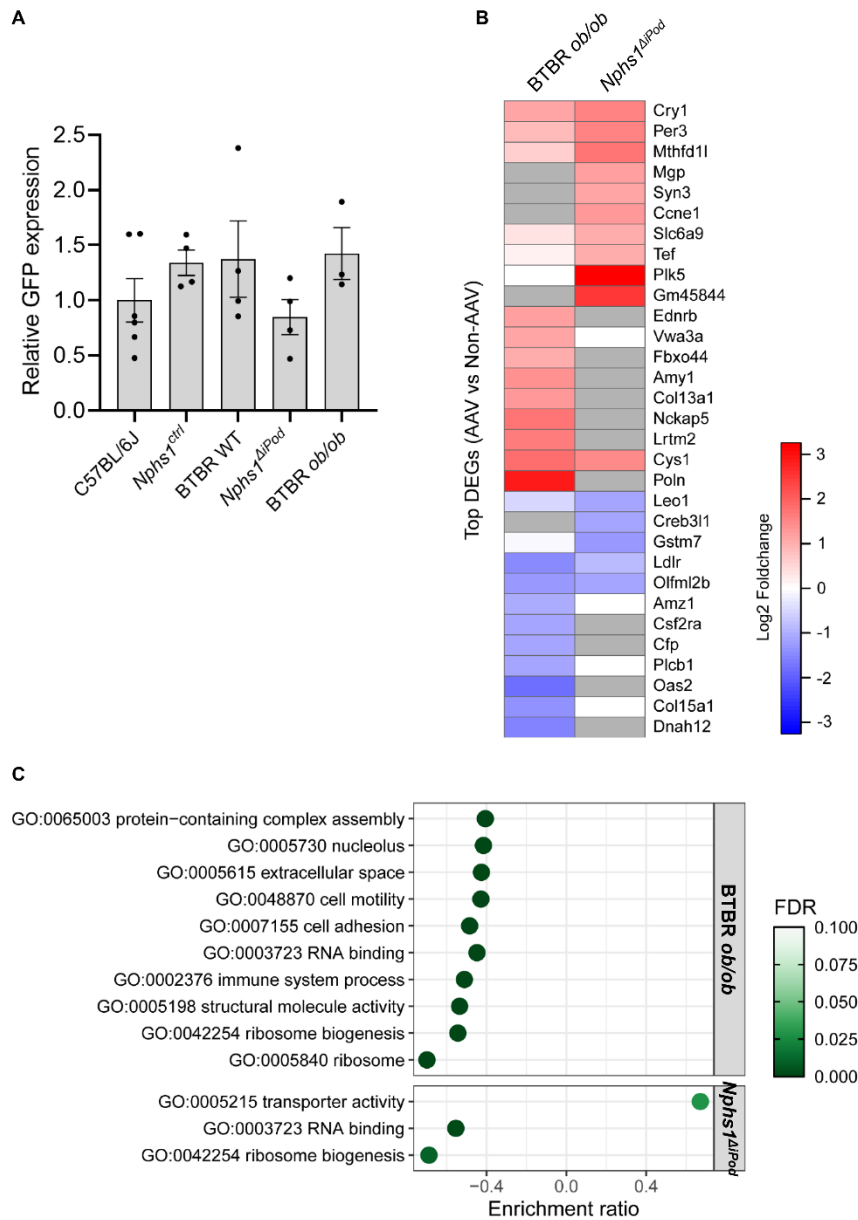 A
Relative GFP expression
2.5
2.0
1.5
1.0
0.5
0.0
C57BL/6J
Nphs1ctrl
BTBR WT
Nphs1ΔiPod
BTBR ob/ob
B
BTBR ob/ob
Nphs1ΔiPod
Top DEGs (AAV vs Non-AAV)
Cry1
Per3
Mthfd1l
Mgp
Syn3
Ccne1
Slc6a9
Tef
Plk5
Gm45844
Ednrb
Vwa3a
Fbxo44
Amy1
Col13a1
Nckap5
Lrtm2
Cys1
Poln
Leo1
Creb3l1
Gstm7
Ldlr
Olfml2b
Amz1
Csf2ra
Cfp
Plcb1
Oas2
Col15a1
Dnah12
Log2 Foldchange
3
2
1
0
-1
-2
-3
C
GO:0065003 protein−containing complex assembly
GO:0005730 nucleolus
GO:0005615 extracellular space
GO:0048870 cell motility
GO:0007155 cell adhesion
GO:0003723 RNA binding
GO:0002376 immune system process
GO:0005198 structural molecule activity
GO:0042254 ribosome biogenesis
GO:0005840 ribosome
BTBR ob/ob
GO:0005215 transporter activity
GO:0003723 RNA binding
GO:0042254 ribosome biogenesis
Nphs1ΔiPod
−0.4 0.0 0.4
Enrichment ratio
FDR
0.100
0.075
0.050
0.025
0.000